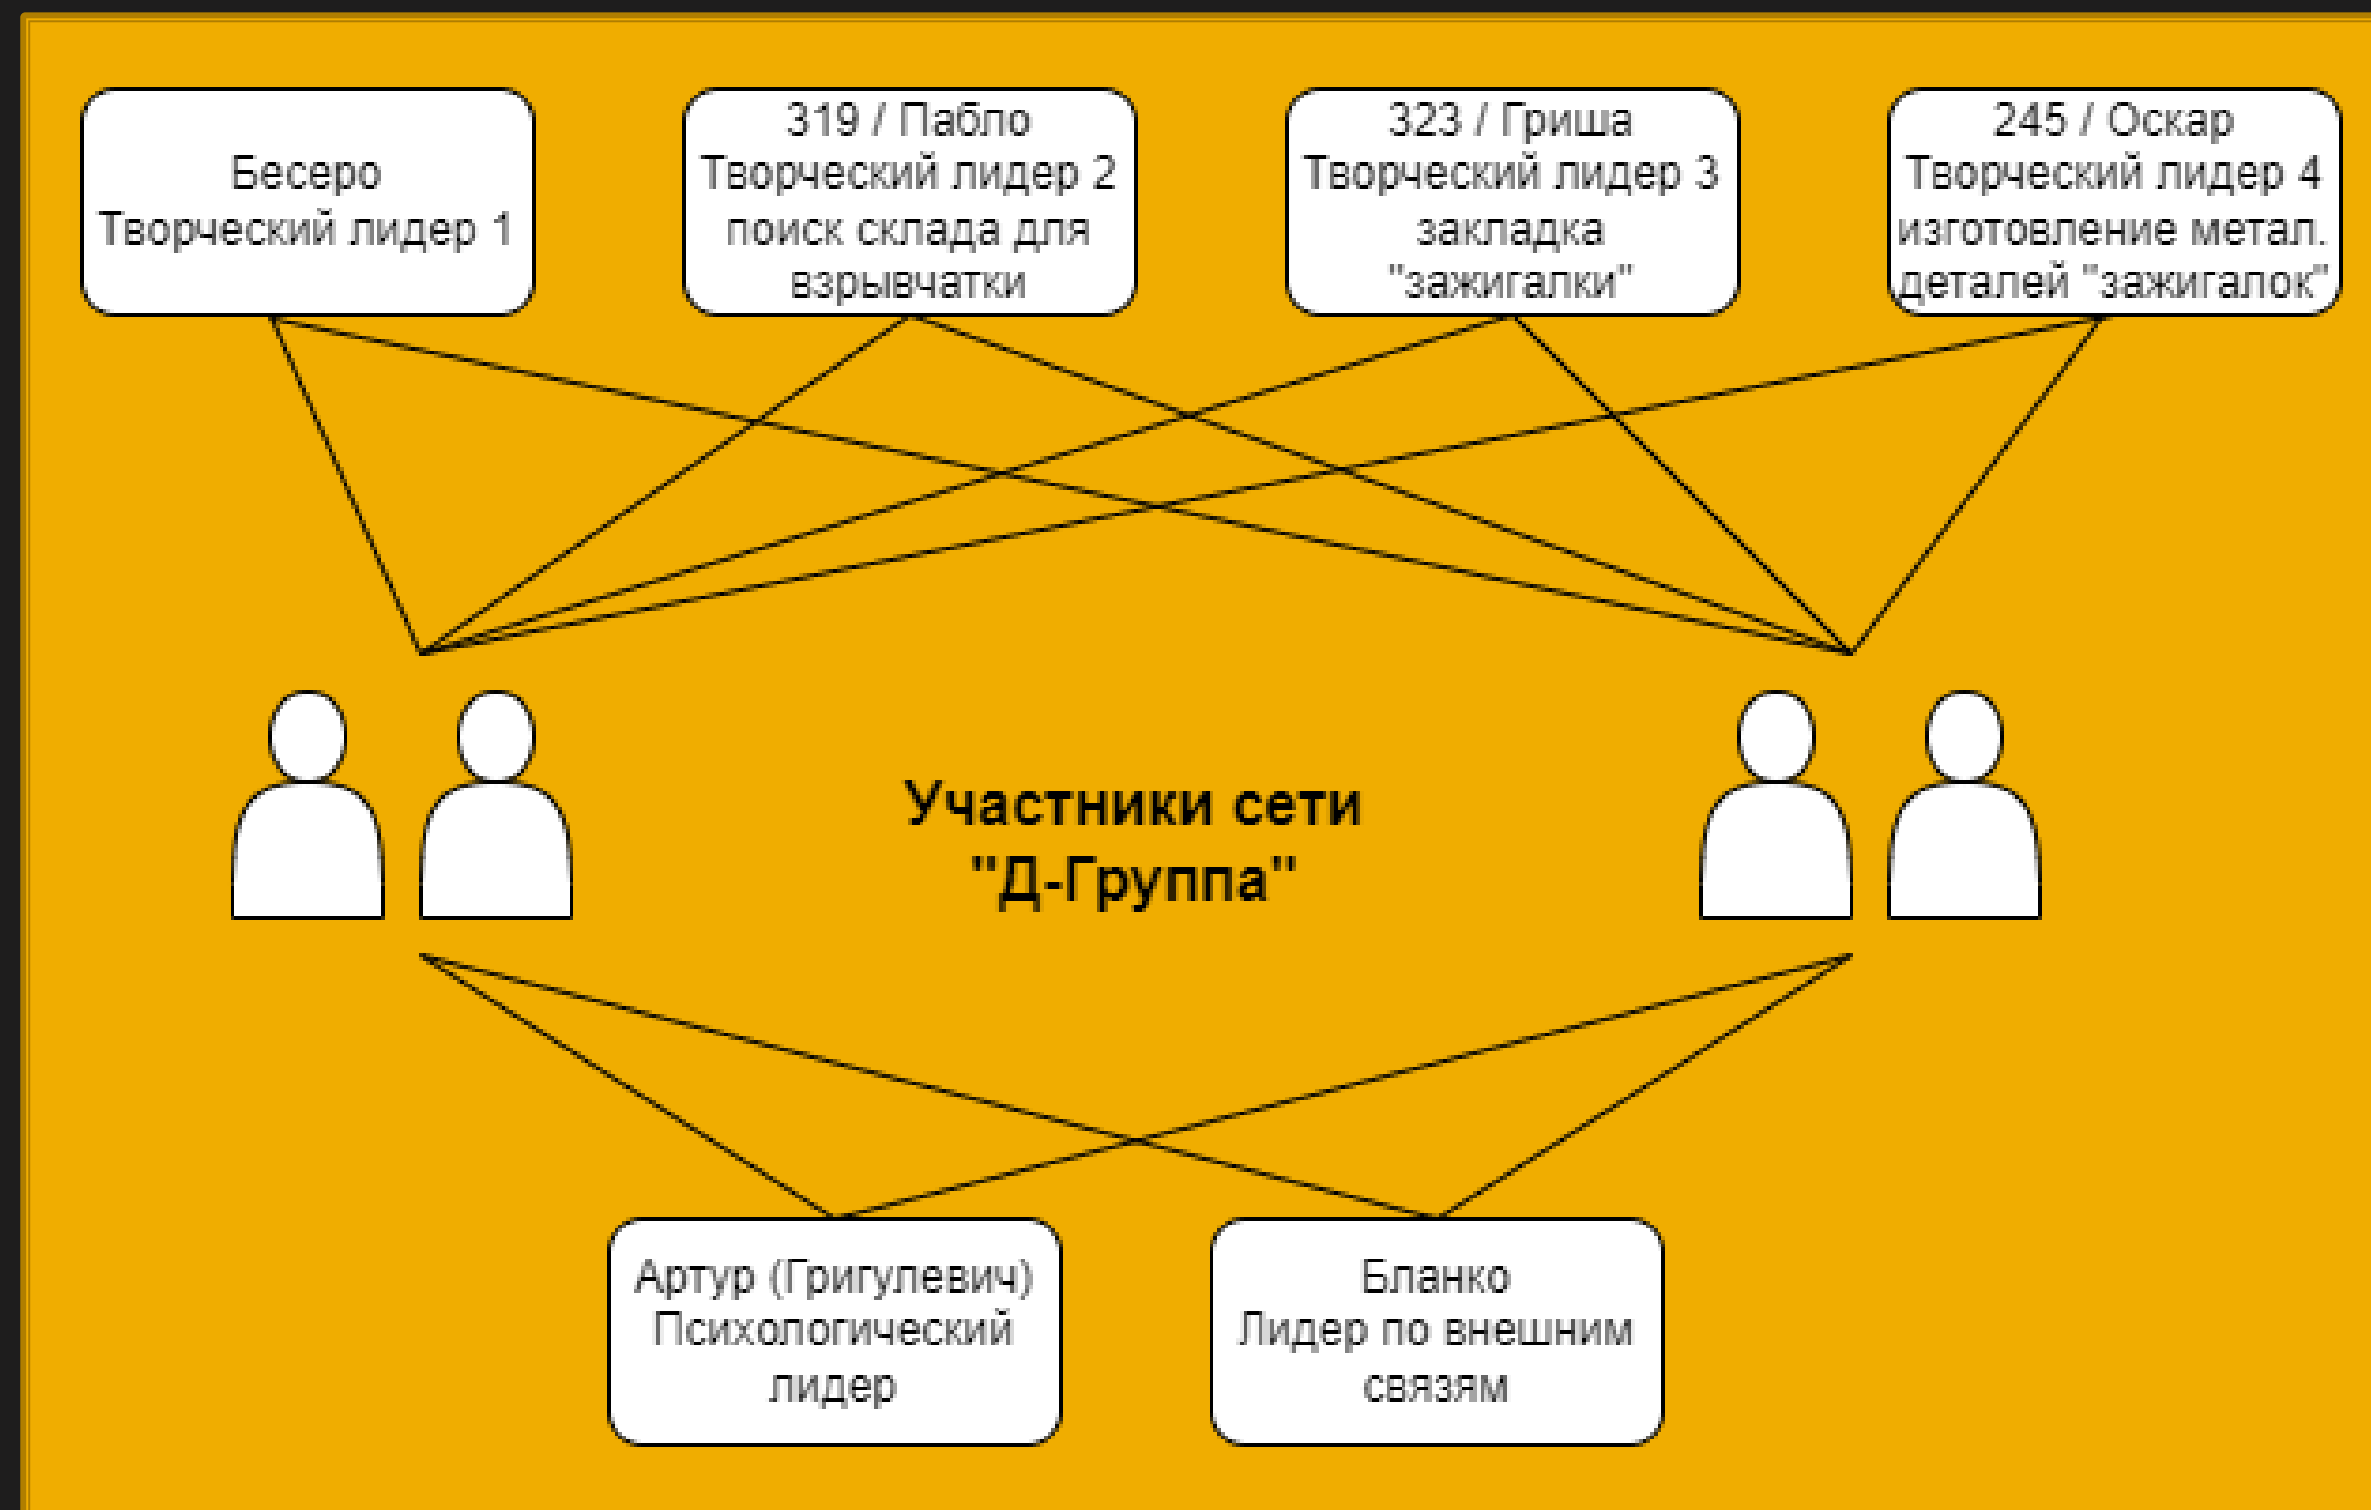 Бесеро
Творческий лидер 1
319 / Пабло
Творческий лидер 2
поиск склада для
взрывчатки
323 / Гриша
Творческий лидер 3
закладка
"зажигалки"
245 / Оскар
Творческий лидер 4
изготовление метал.
деталей "зажигалок"
Участники сети
"Д-Группа"
Артур (Григулевич)
Психологический
лидер
Бланко
Лидер по внешним
связям